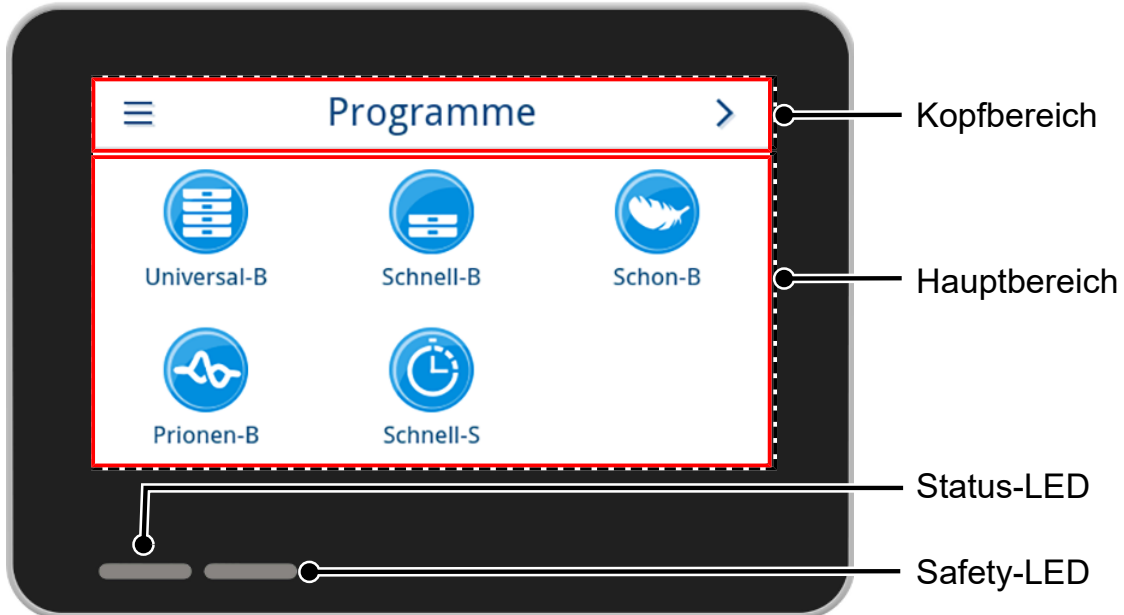 Programme
Kopfbereich
Universal-B
Schnell-B
Schon-B
Hauptbereich
Prionen-B
Schnell-S
Status-LED
Safety-LED